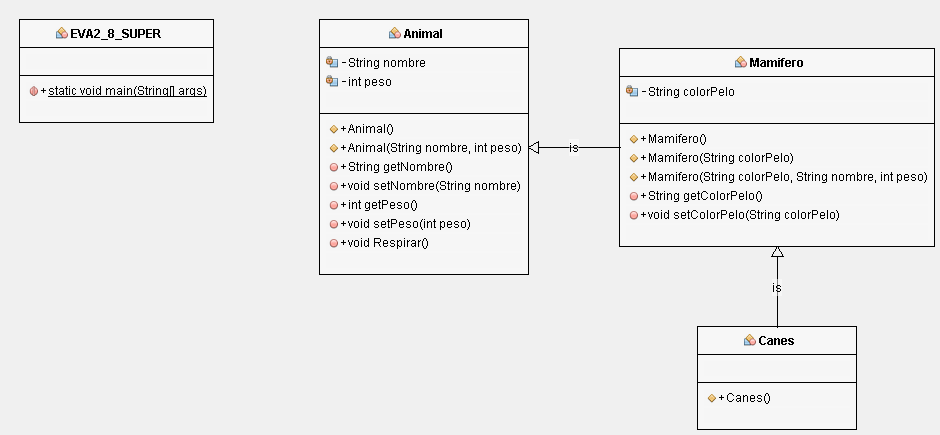 EVA2_8_SUPER
+static void main(String[] args)
Animal
-String nombre
-int peso
+Animal()
+Animal(String nombre, int peso)
+String getNombre()
+void setNombre(String nombre)
+int getPeso()
+void setPeso(int peso)
+void Respirar()
is
Mamifero
-String colorPelo
+Mamifero()
+Mamifero(String colorPelo)
+Mamifero(String colorPelo, String nombre, int peso)
+String getColorPelo()
+void setColorPelo(String colorPelo)
is
Canes
+Canes()